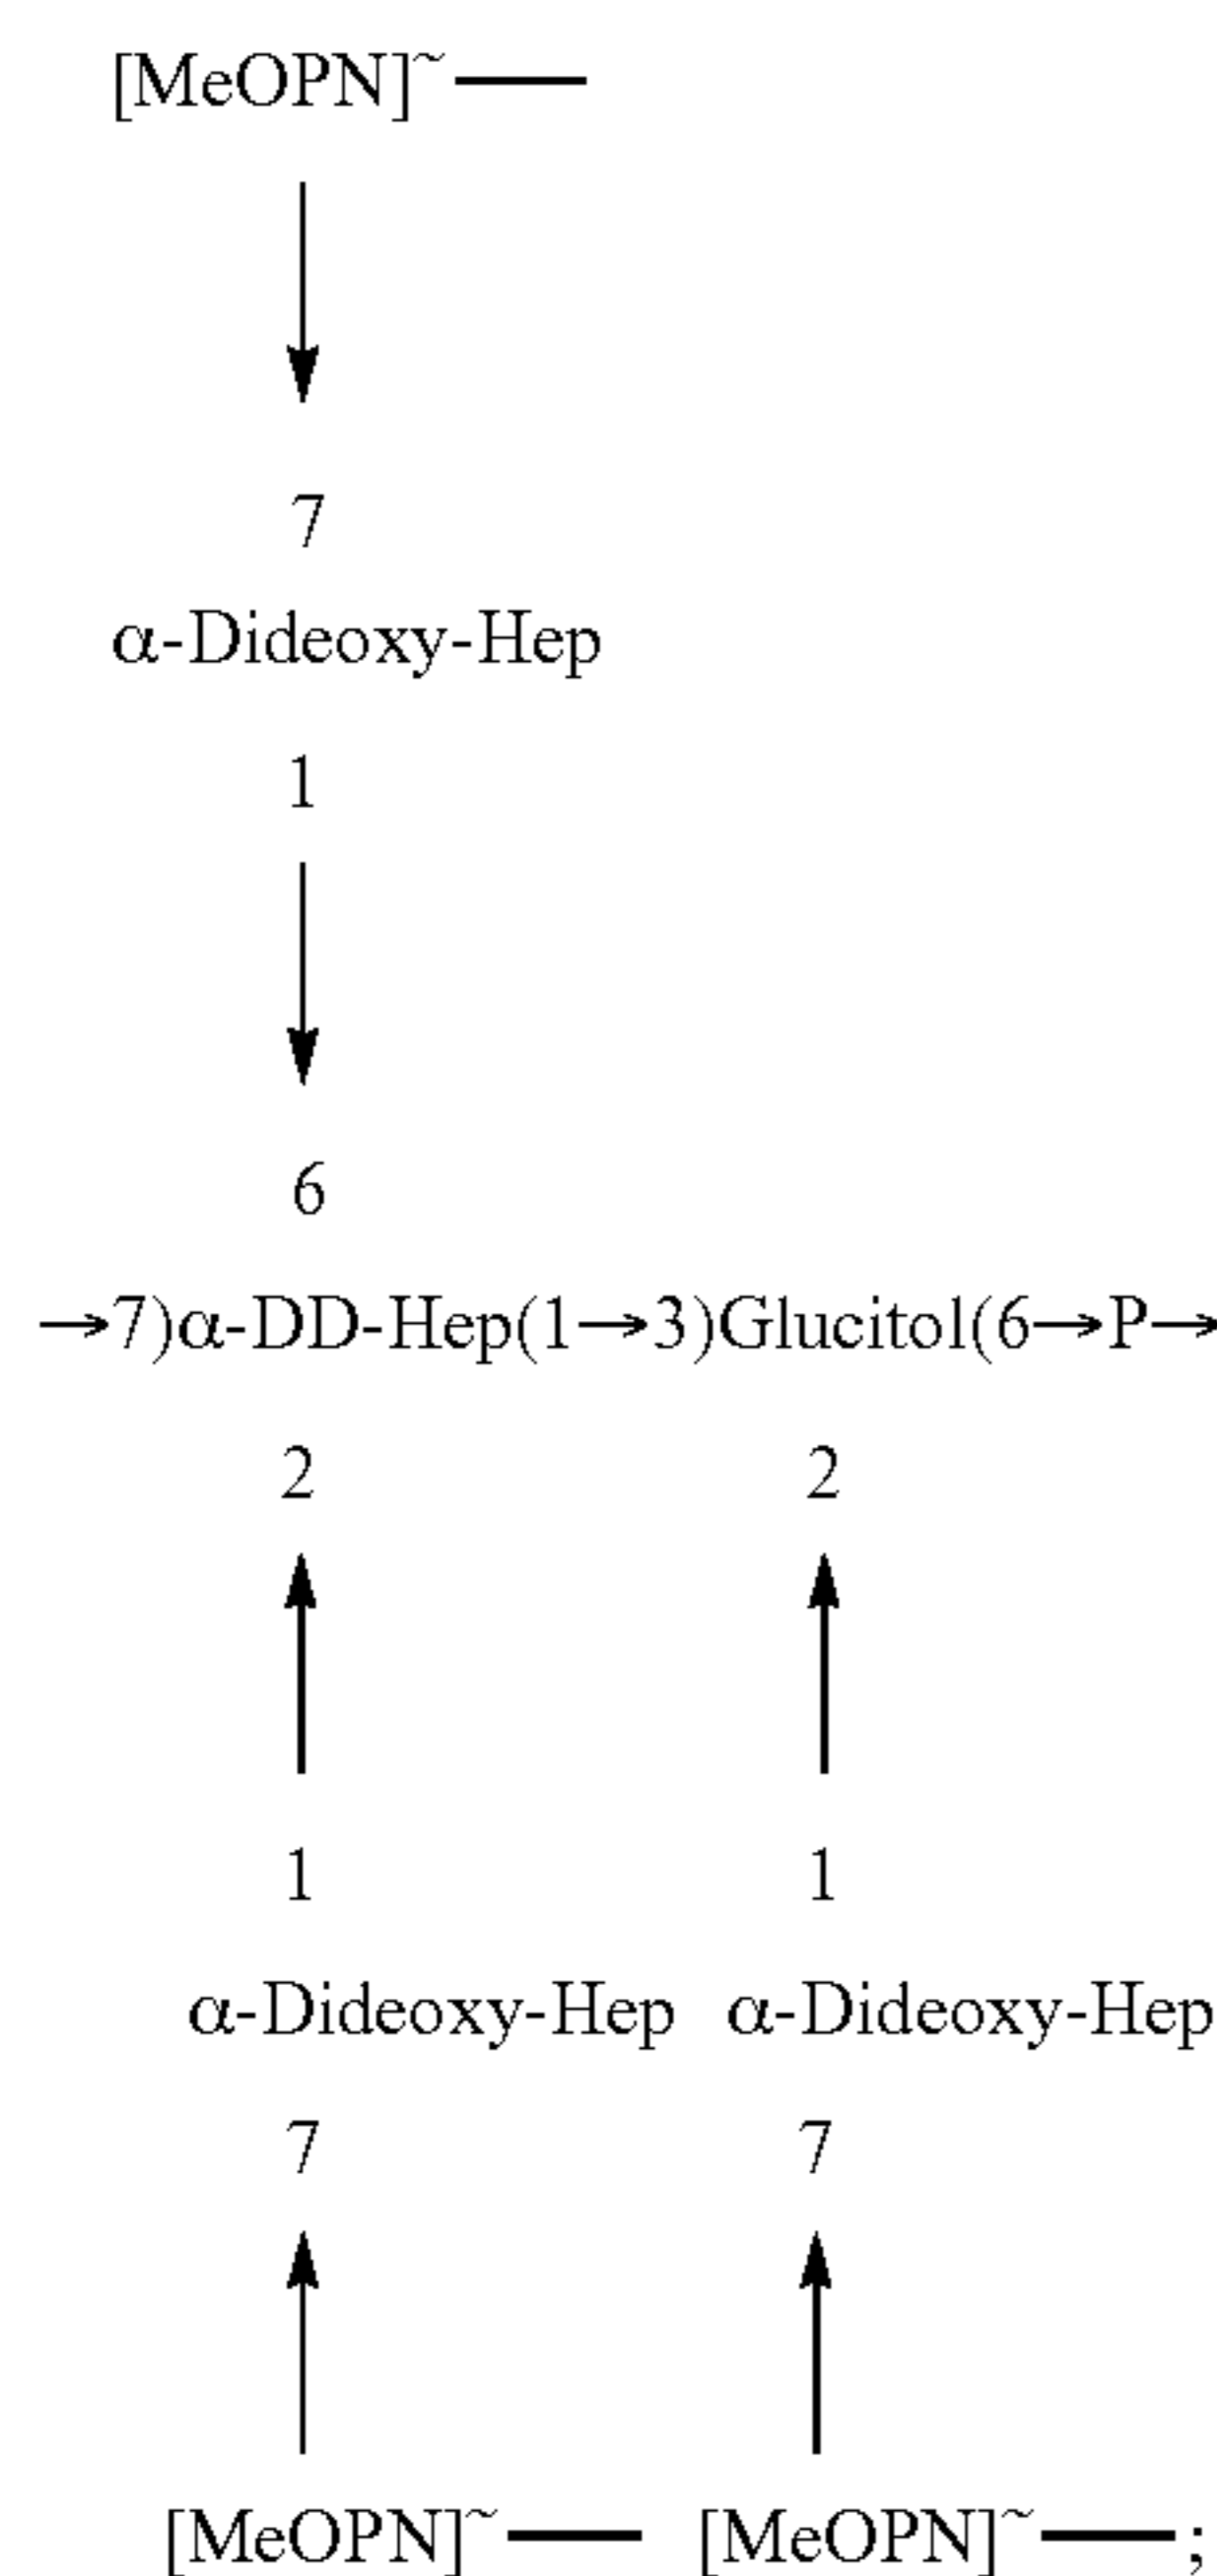 [MeOPN]~—
7
α-Dideoxy-Hep
1
6
→7)α-DD-Hep(1→3)Glucitol(6→P→
2 2
1 1
α-Dideoxy-Hep α-Dideoxy-Hep
7 7
[MeOPN]~— [MeOPN]~—;